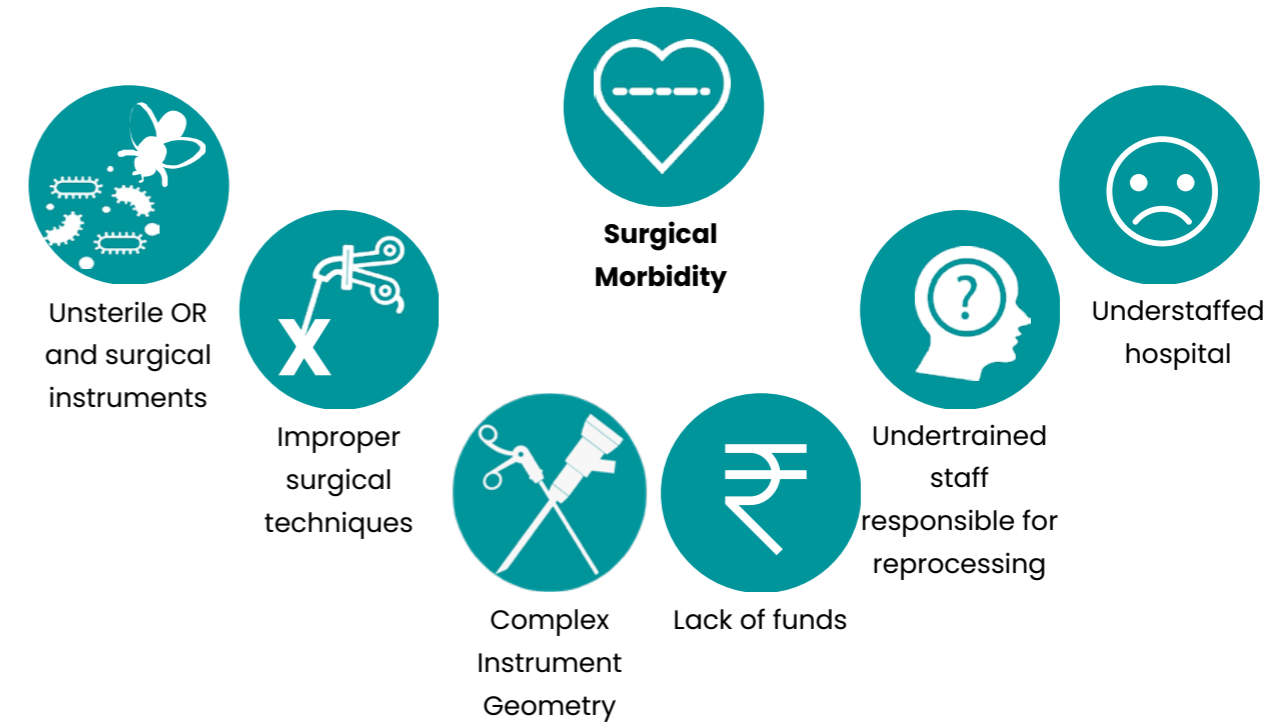 Surgical
Morbidity
Unsterile OR
and surgical
instruments
Improper
surgical
techniques
X
Complex
Instrument
Geometry
₹
Lack of funds
?
Undertrained
staff
responsible for
reprocessing
Understaffed
hospital